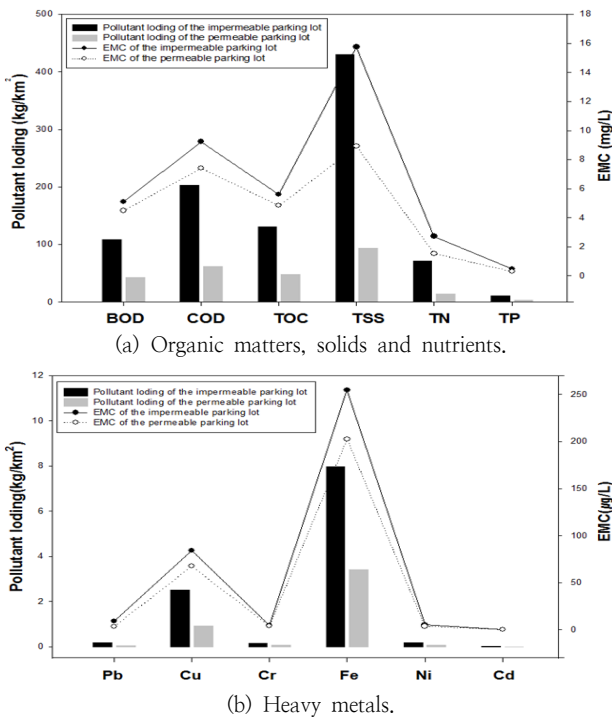 Pollutant loding of the impermeable parking lot
Pollutant loding of the permeable parking lot
EMC of the impermeable parking lot
EMC of the permeable parking lot
Pollutant loding (kg/km²)
500
400
300
200
100
0
EMC (mg/L)
18
16
14
12
10
8
6
4
2
0
BOD COD TOC TSS TN TP
(a) Organic matters, solids and nutrients.
Pollutant loding of the impermeable parking lot
Pollutant loding of the permeable parking lot
EMC of the impermeable parking lot
EMC of the permeable parking lot
Pollutant loding(kg/km²)
12
10
8
6
4
2
0
EMC(µg/L)
250
200
150
100
50
0
Pb Cu Cr Fe Ni Cd
(b) Heavy metals.